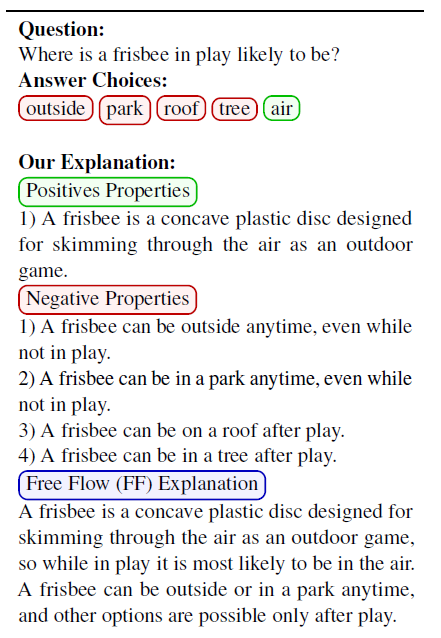 Question:
Where is a frisbee in play likely to be?
Answer Choices:
outside park roof tree air
Our Explanation:
Positives Properties
1) A frisbee is a concave plastic disc designed
for skimming through the air as an outdoor
game.
Negative Properties
1) A frisbee can be outside anytime, even while
not in play.
2) A frisbee can be in a park anytime, even while
not in play.
3) A frisbee can be on a roof after play.
4) A frisbee can be in a tree after play.
Free Flow (FF) Explanation
A frisbee is a concave plastic disc designed for
skimming through the air as an outdoor game,
so while in play it is most likely to be in the air.
A frisbee can be outside or in a park anytime,
and other options are possible only after play.